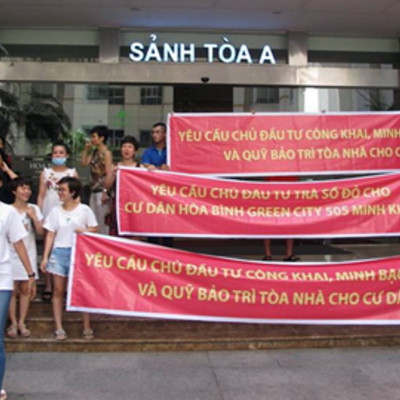 SẢNH TÒA A
YÊU CẦU CHỦ ĐẦU TƯ CÔNG KHAI, MINH
VÀ QUỸ BẢO TRÌ TÒA NHÀ CHO C
YÊU CẦU CHỦ ĐẦU TƯ TRẢ SỔ ĐỎ CHO
CƯ DÂN HÒA BÌNH GREEN CITY 505 MINH K
YÊU CẦU CHỦ ĐẦU TƯ CÔNG KHAI, MINH BẠ
VÀ QUỸ BẢO TRÌ TÒA NHÀ CHO CƯ D